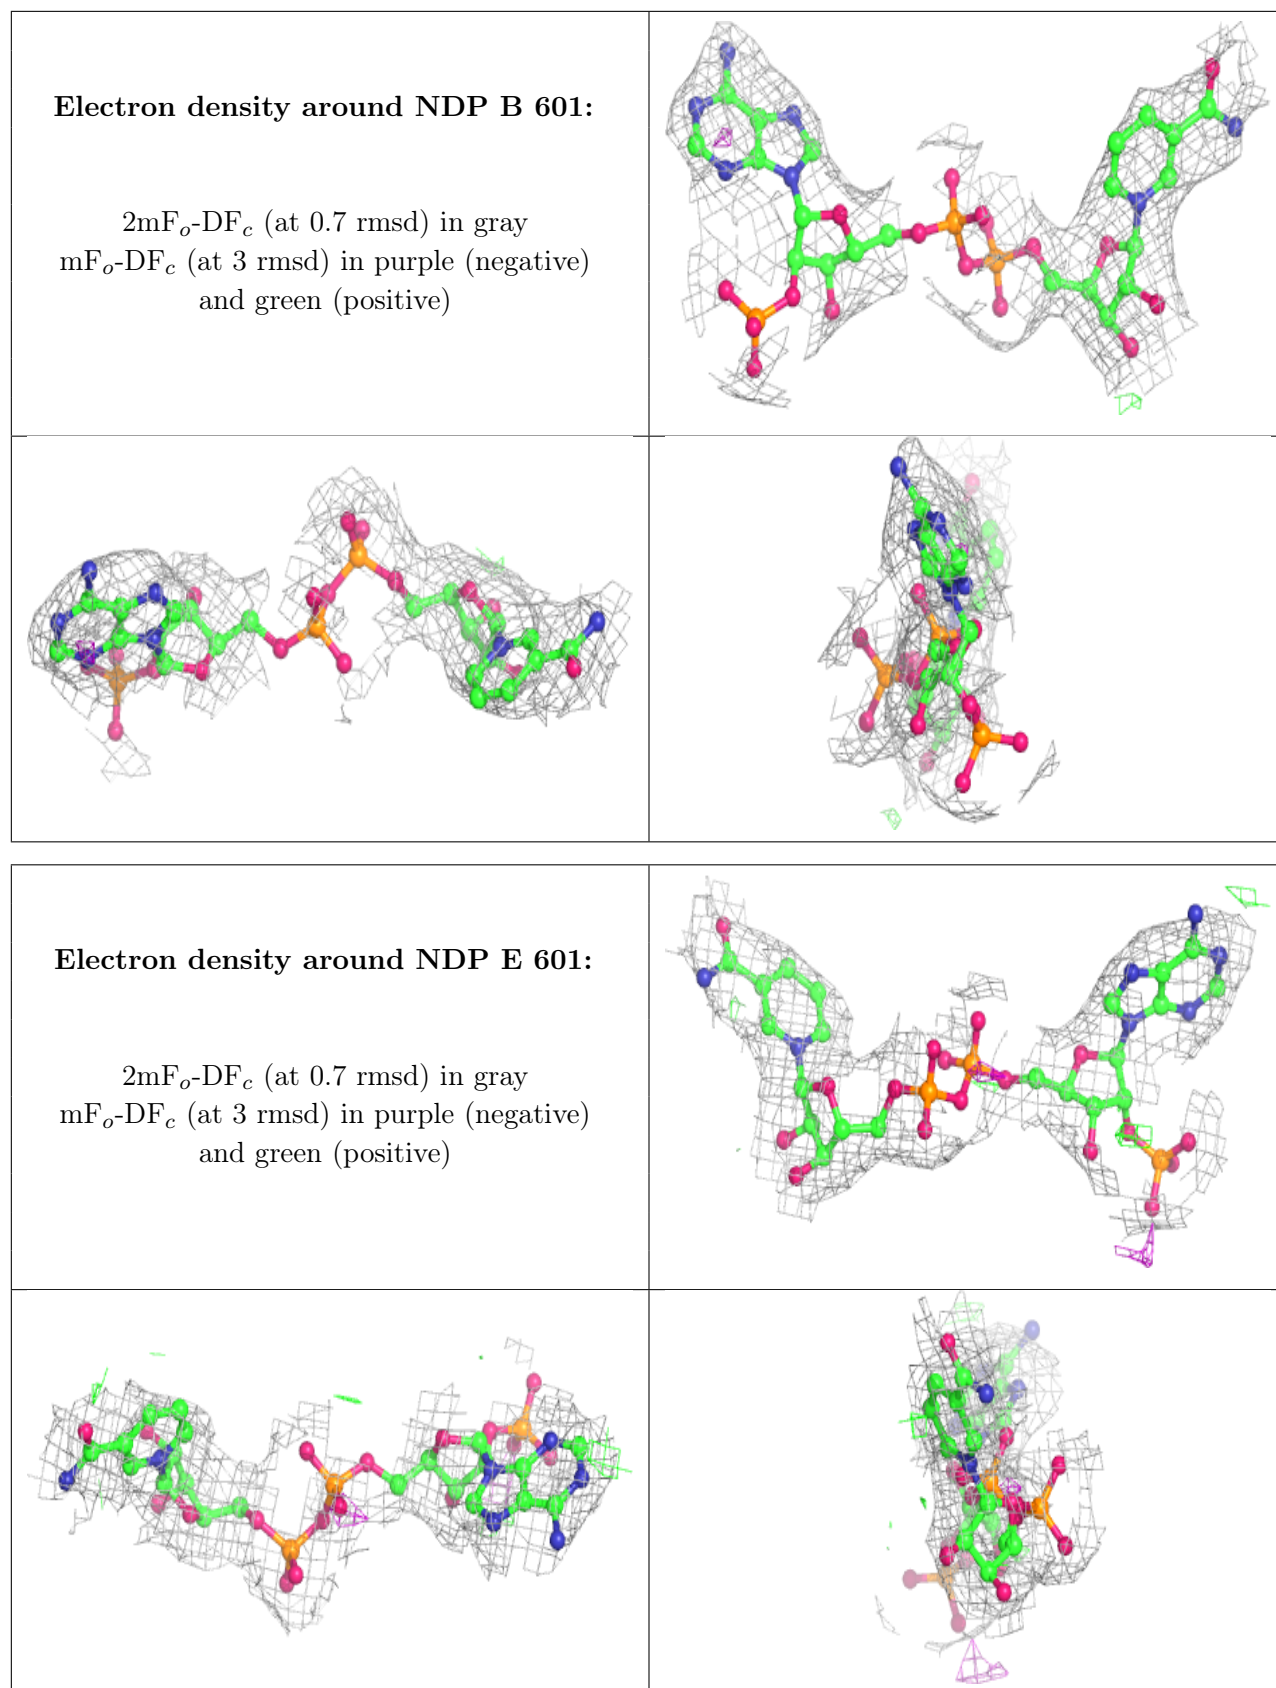 Electron density around NDP B 601:
2mFₒ-DF𝑐 (at 0.7 rmsd) in gray
mFₒ-DF𝑐 (at 3 rmsd) in purple (negative)
and green (positive)
Electron density around NDP E 601:
2mFₒ-DF𝑐 (at 0.7 rmsd) in gray
mFₒ-DF𝑐 (at 3 rmsd) in purple (negative)
and green (positive)